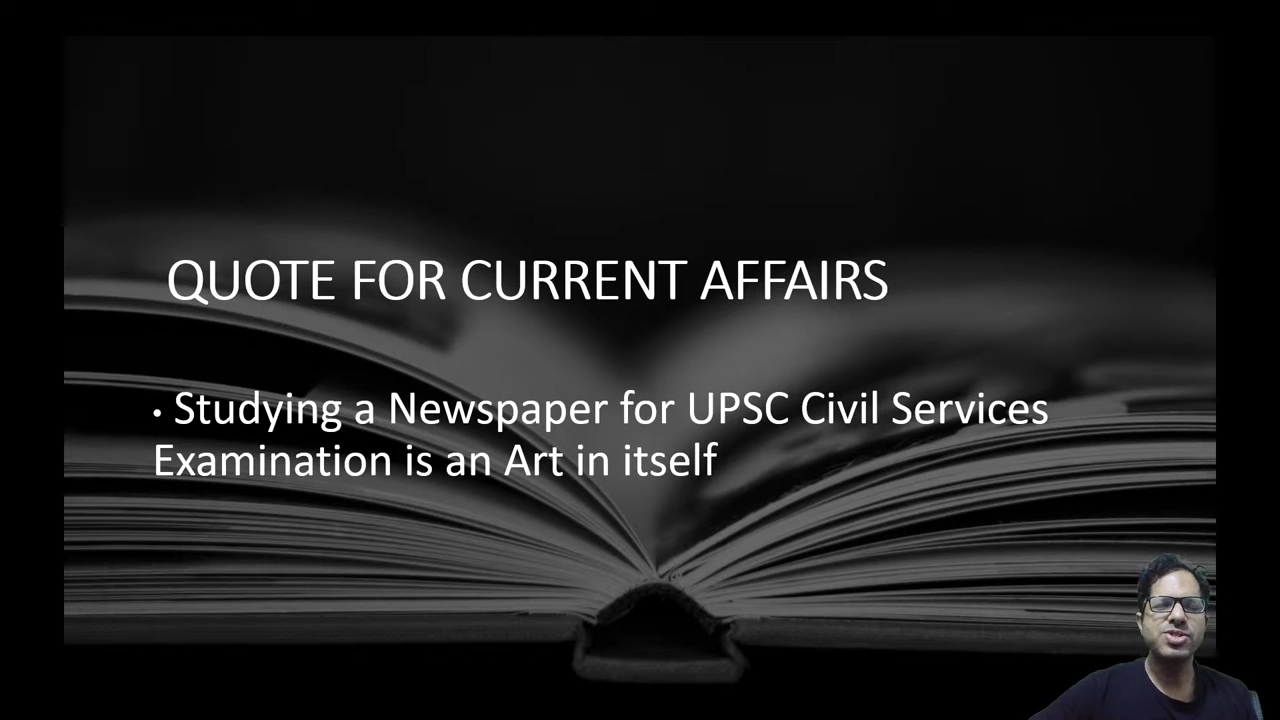 QUOTE FOR CURRENT AFFAIRS
• Studying a Newspaper for UPSC Civil Services
Examination is an Art in itself